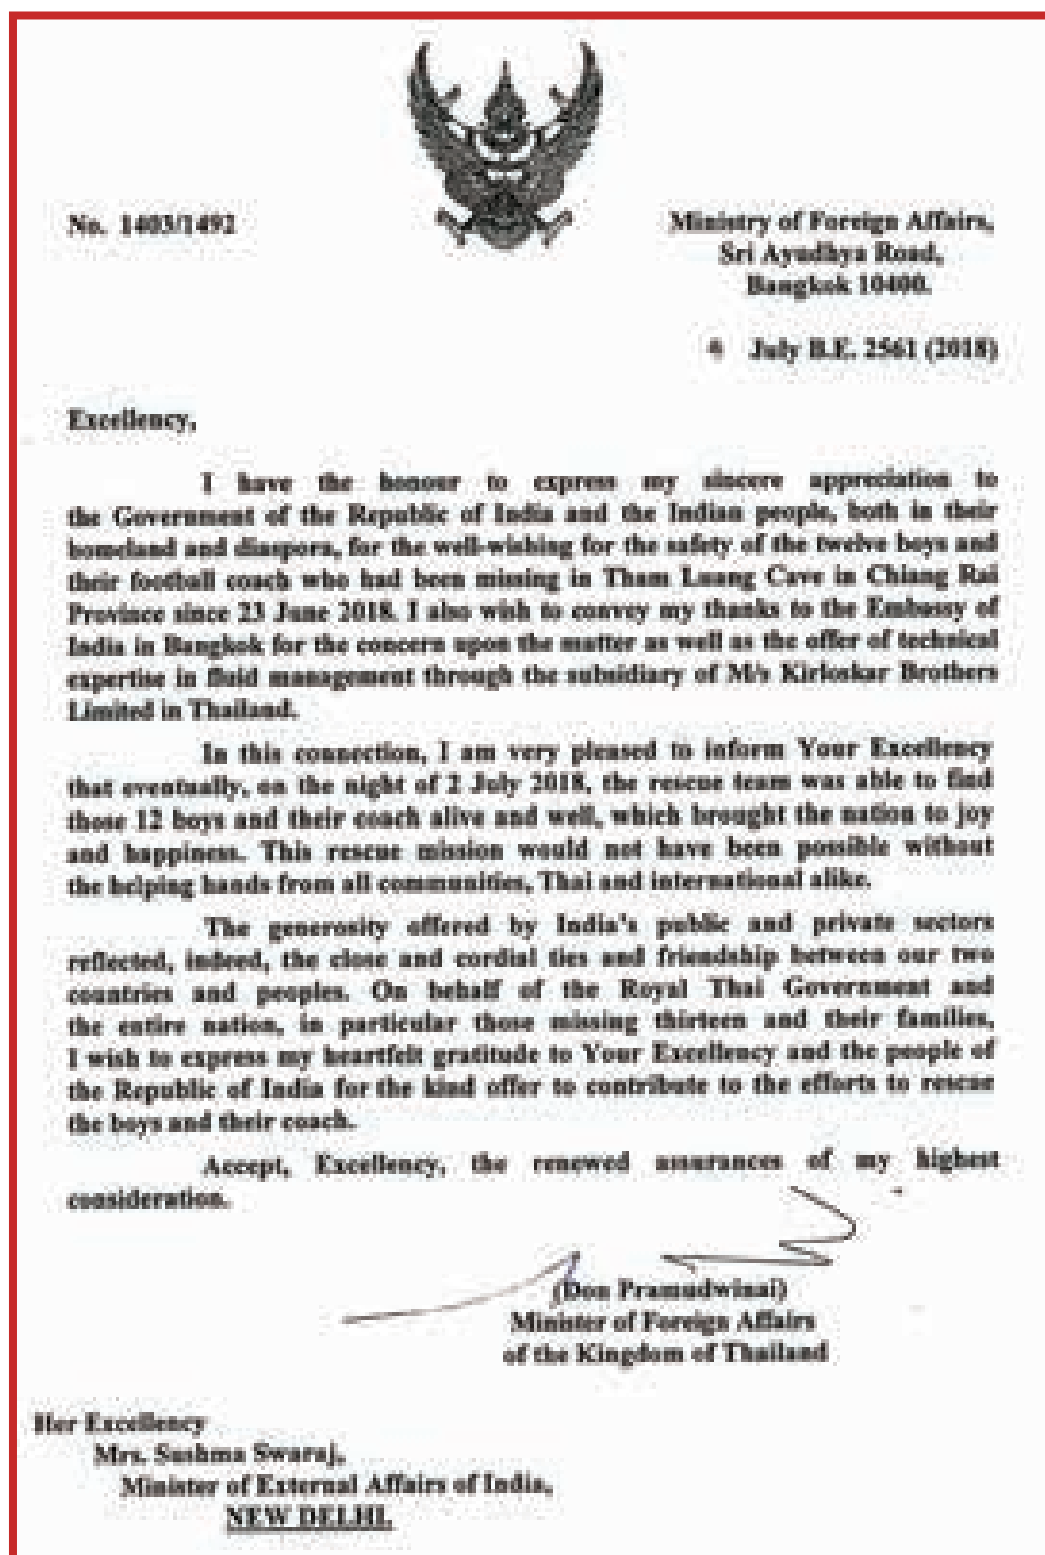 No. 1403/1492
Ministry of Foreign Affairs,
Sri Ayudhya Road,
Bangkok 10400.
July B.E. 2561 (2018)
Excellency,
I have the honour to express my sincere appreciation to
the Government of the Republic of India and the Indian people, both in their
homeland and diaspora, for the well-wishing for the safety of the twelve boys and
their football coach who had been missing in Tham Luang Cave in Chiang Rai
Province since 23 June 2018. I also wish to convey my thanks to the Embassy of
India in Bangkok for the concern upon the matter as well as the offer of technical
expertise in fluid management through the subsidiary of M/s Kirloskar Brothers
Limited in Thailand.
In this connection, I am very pleased to inform Your Excellency
that eventually, on the night of 2 July 2018, the rescue team was able to find
those 12 boys and their coach alive and well, which brought the nation to joy
and happiness. This rescue mission would not have been possible without
the helping hands from all communities, Thai and international alike.
The generosity offered by India's public and private sectors
reflected, indeed, the close and cordial ties and friendship between our two
countries and peoples. On behalf of the Royal Thai Government and
the entire nation, in particular those missing thirteen and their families,
I wish to express my heartfelt gratitude to Your Excellency and the people of
the Republic of India for the kind offer to contribute to the efforts to rescue
the boys and their coach.
Accept, Excellency, the renewed assurances of my highest
consideration.
(Don Pramudwinai)
Minister of Foreign Affairs
of the Kingdom of Thailand
Her Excellency
Mrs. Sushma Swaraj,
Minister of External Affairs of India,
NEW DELHI.